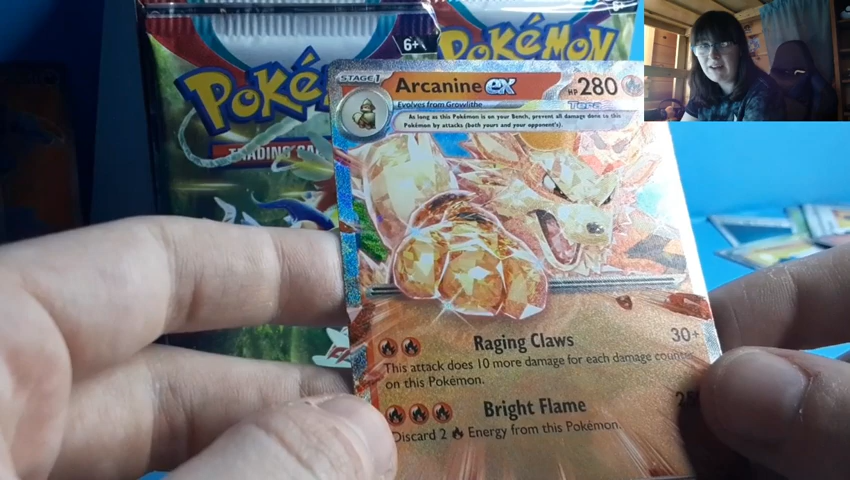 6+
POKÉMON
Poké
TRADING
STAGE 1
Arcanine ex
HP 280
Evolves from Growlithe
Tera
As long as this Pokémon is on your Bench, prevent all damage done to this
Pokémon by attacks (both yours and your opponent's).
Raging Claws 30+
This attack does 10 more damage for each damage counter
on this Pokémon.
Bright Flame
Discard 2 Energy from this Pokémon.